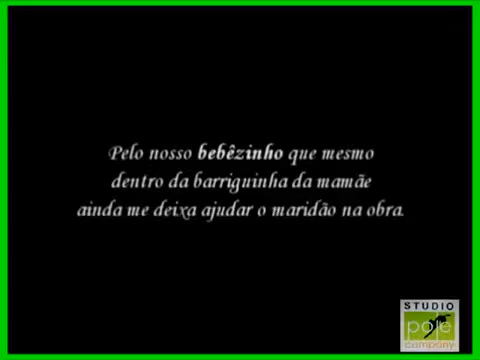 Pelo nosso bebêzinho que mesmo
dentro da barriguinha da mamãe
ainda me deixa ajudar o maridão na obra.
STUDIO
pole
company